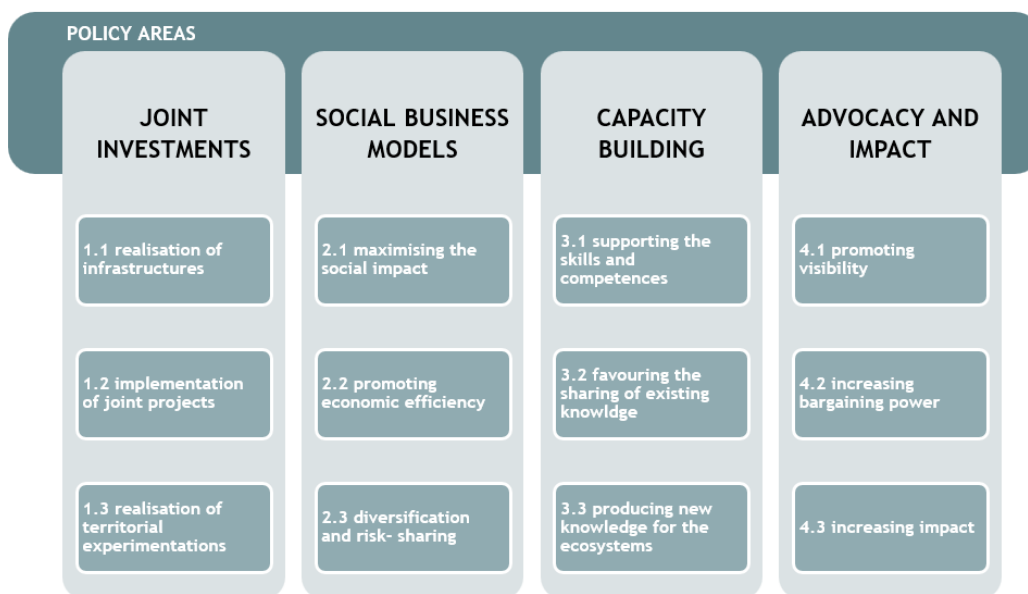 POLICY AREAS
JOINT
INVESTMENTS
1.1 realisation of
infrastructures
1.2 implementation
of joint projects
1.3 realisation of
territorial
experimentations
SOCIAL BUSINESS
MODELS
2.1 maximising the
social impact
2.2 promoting
economic efficiency
2.3 diversification
and risk- sharing
CAPACITY
BUILDING
3.1 supporting the
skills and
competences
3.2 favouring the
sharing of existing
knowldge
3.3 producing new
knowledge for the
ecosystems
ADVOCACY AND
IMPACT
4.1 promoting
visibility
4.2 increasing
bargaining power
4.3 increasing impact